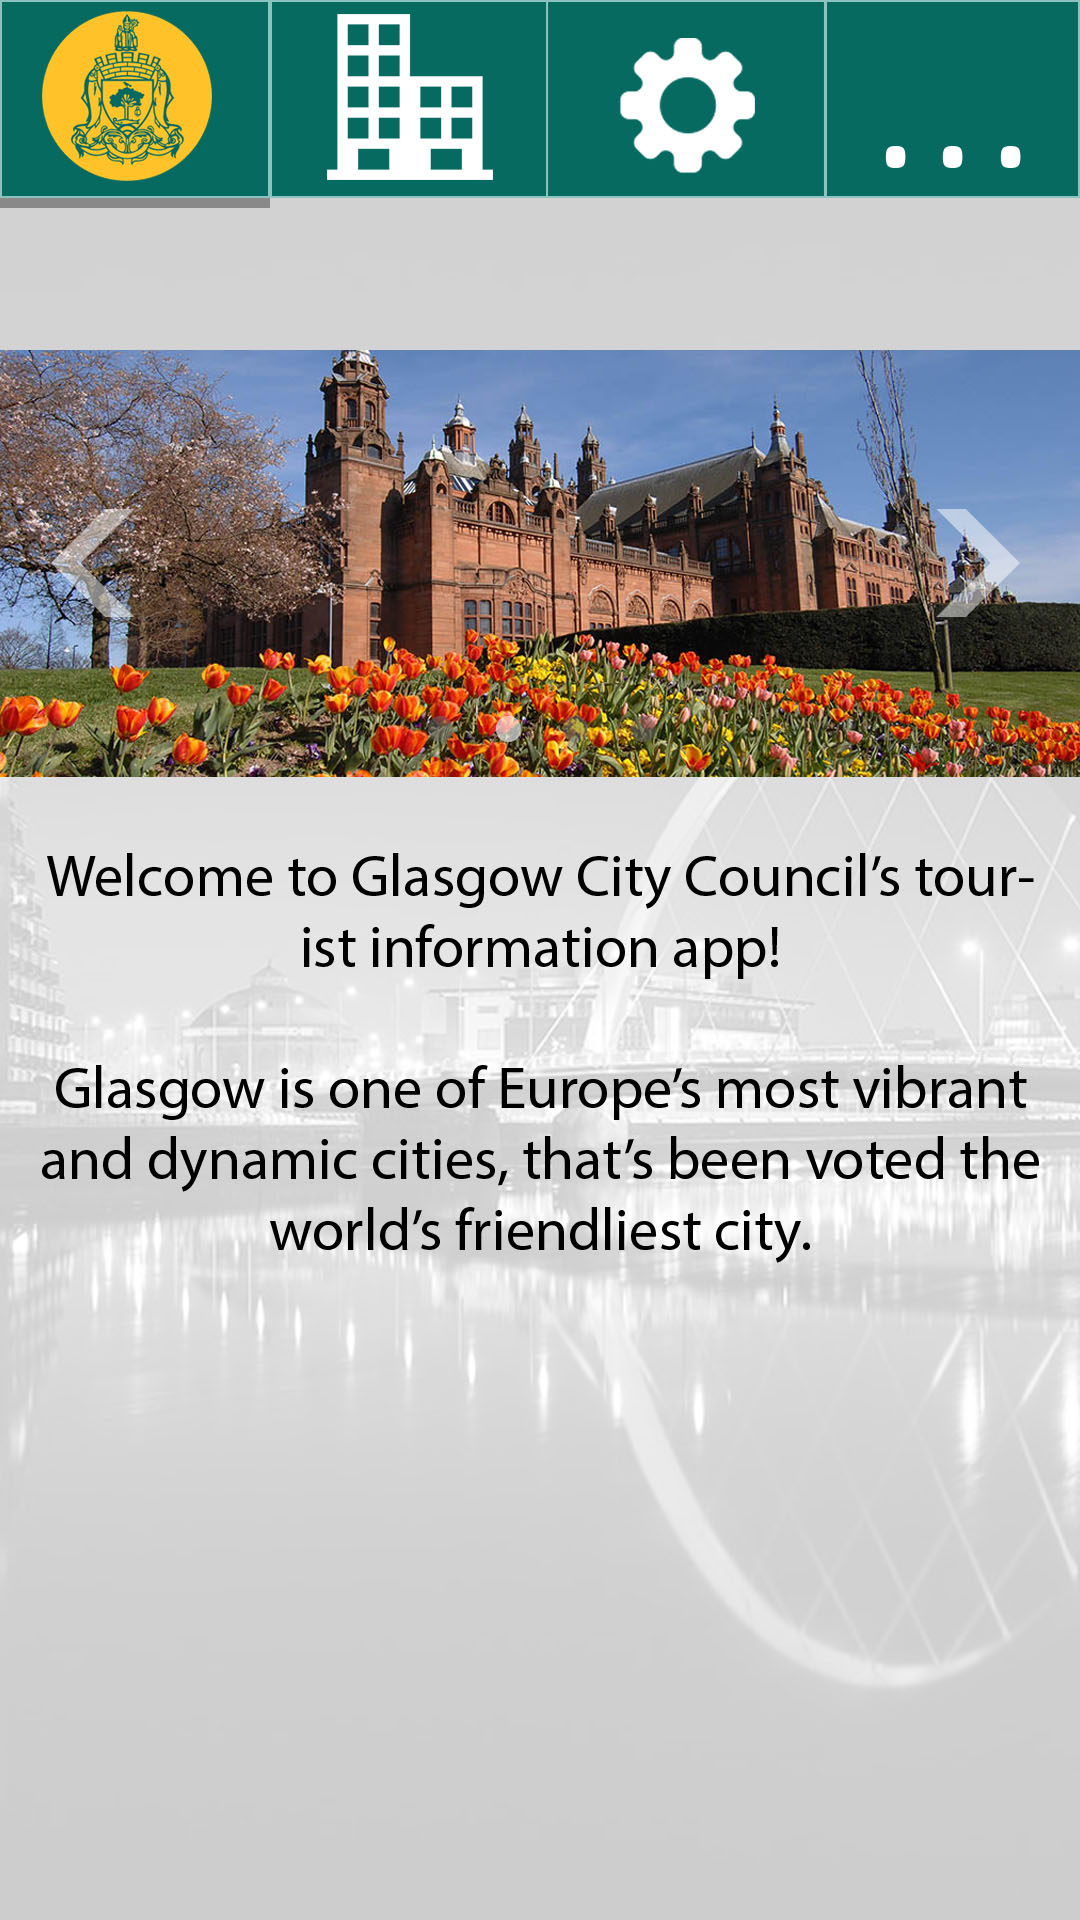 Welcome to Glasgow City Council’s tour-
ist information app!
Glasgow is one of Europe’s most vibrant
and dynamic cities, that’s been voted the
world’s friendliest city.